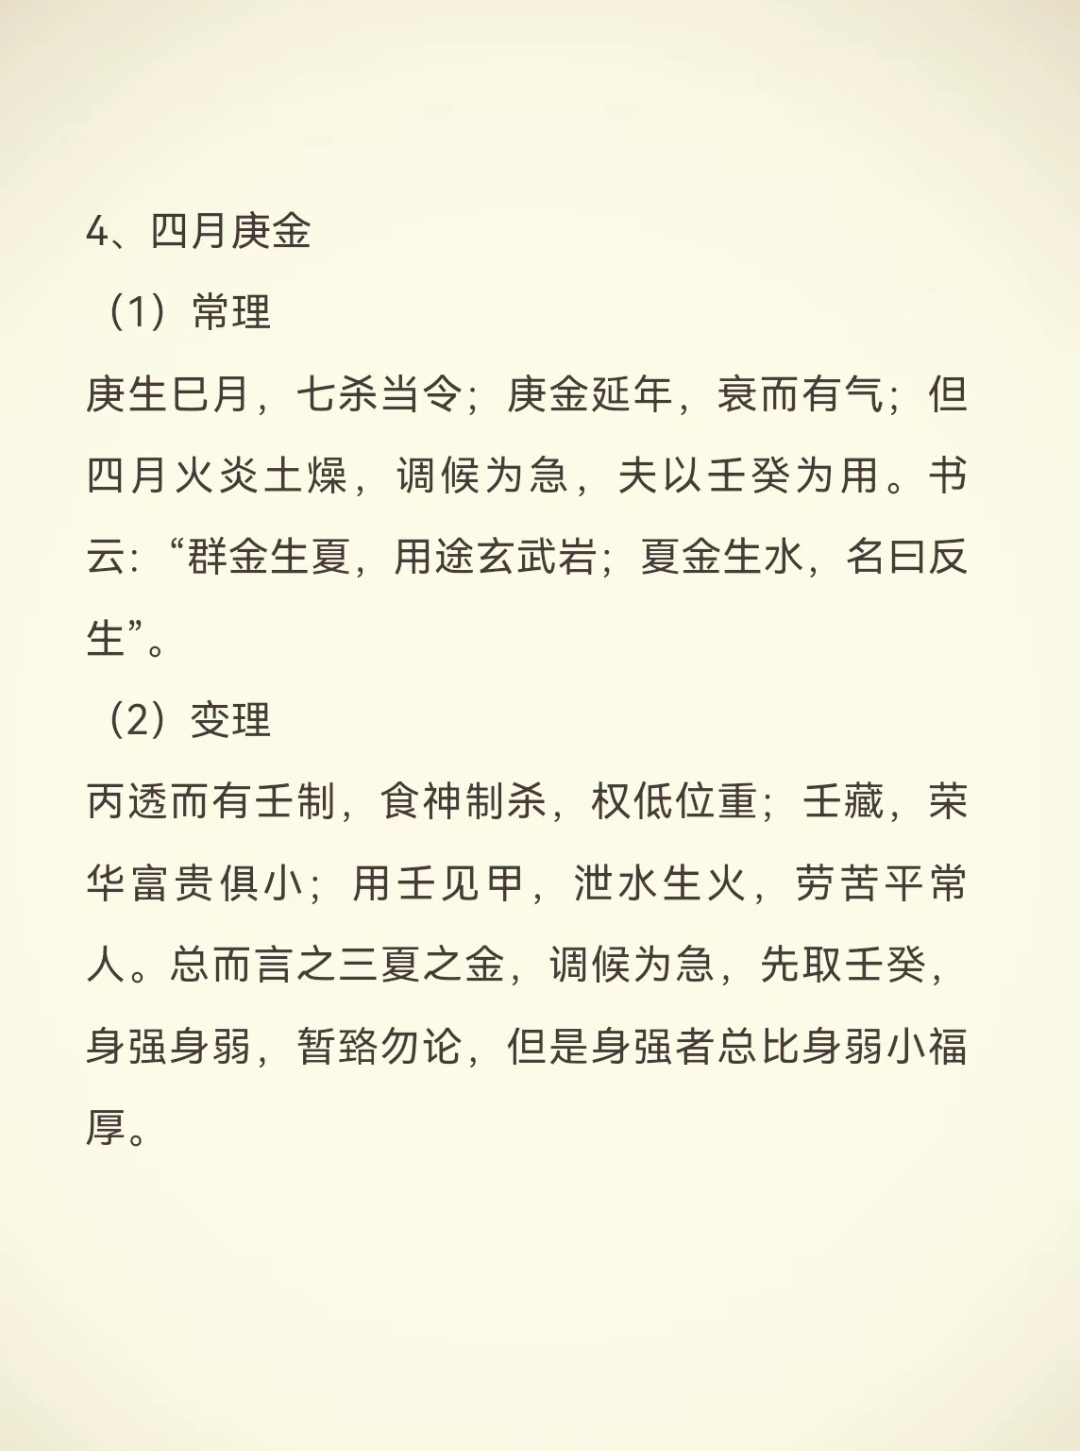 4、四月庚金
（1）常理
庚生巳月，七杀当令；庚金延年，衰而有气；但
四月火炎土燥，调候为急，夫以壬癸为用。书
云：“群金生夏，用途玄武岩；夏金生水，名曰反
生”。
（2）变理
丙透而有壬制，食神制杀，权低位重；壬藏，荣
华富贵俱小；用壬见甲，泄水生火，劳苦平常
人。总而言之三夏之金，调候为急，先取壬癸，
身强身弱，暂臵勿论，但是身强者总比身弱小福
厚。